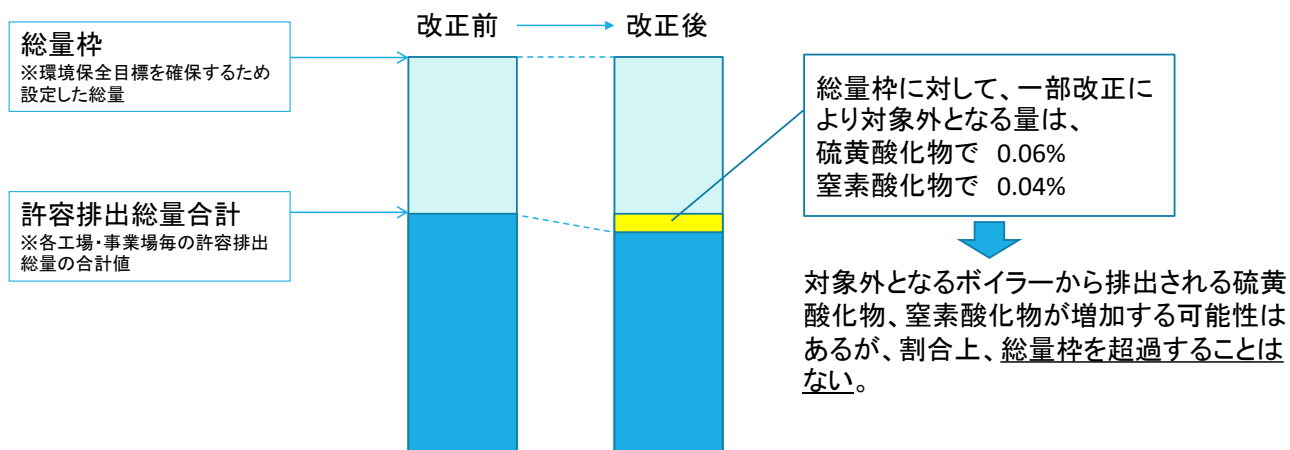 改正前
改正後
総量枠
※環境保全目標を確保するため
設定した総量
許容排出総量合計
※各工場・事業場毎の許容排出
総量の合計値
総量枠に対して、一部改正に
より対象外となる量は、
硫黄酸化物で 0.06%
窒素酸化物で 0.04%
対象外となるボイラーから排出される硫黄
酸化物、窒素酸化物が増加する可能性は
あるが、割合上、総量枠を超過することは
ない。